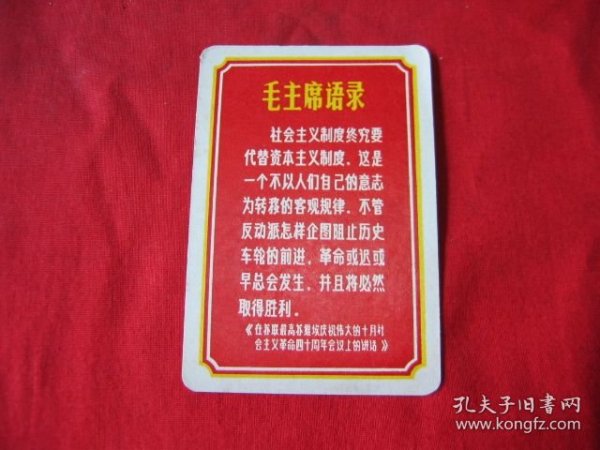 毛主席语录
社会主义制度终究要
代替资本主义制度，这是
一个不以人们自己的意志
为转移的客观规律。不管
反动派怎样企图阻止历史
车轮的前进，革命或迟或
早总会发生，并且将必然
取得胜利。
《在苏联最高苏维埃庆祝伟大的十月社
会主义革命四十周年会议上的讲话》
孔夫子旧书网
www.kongfz.com